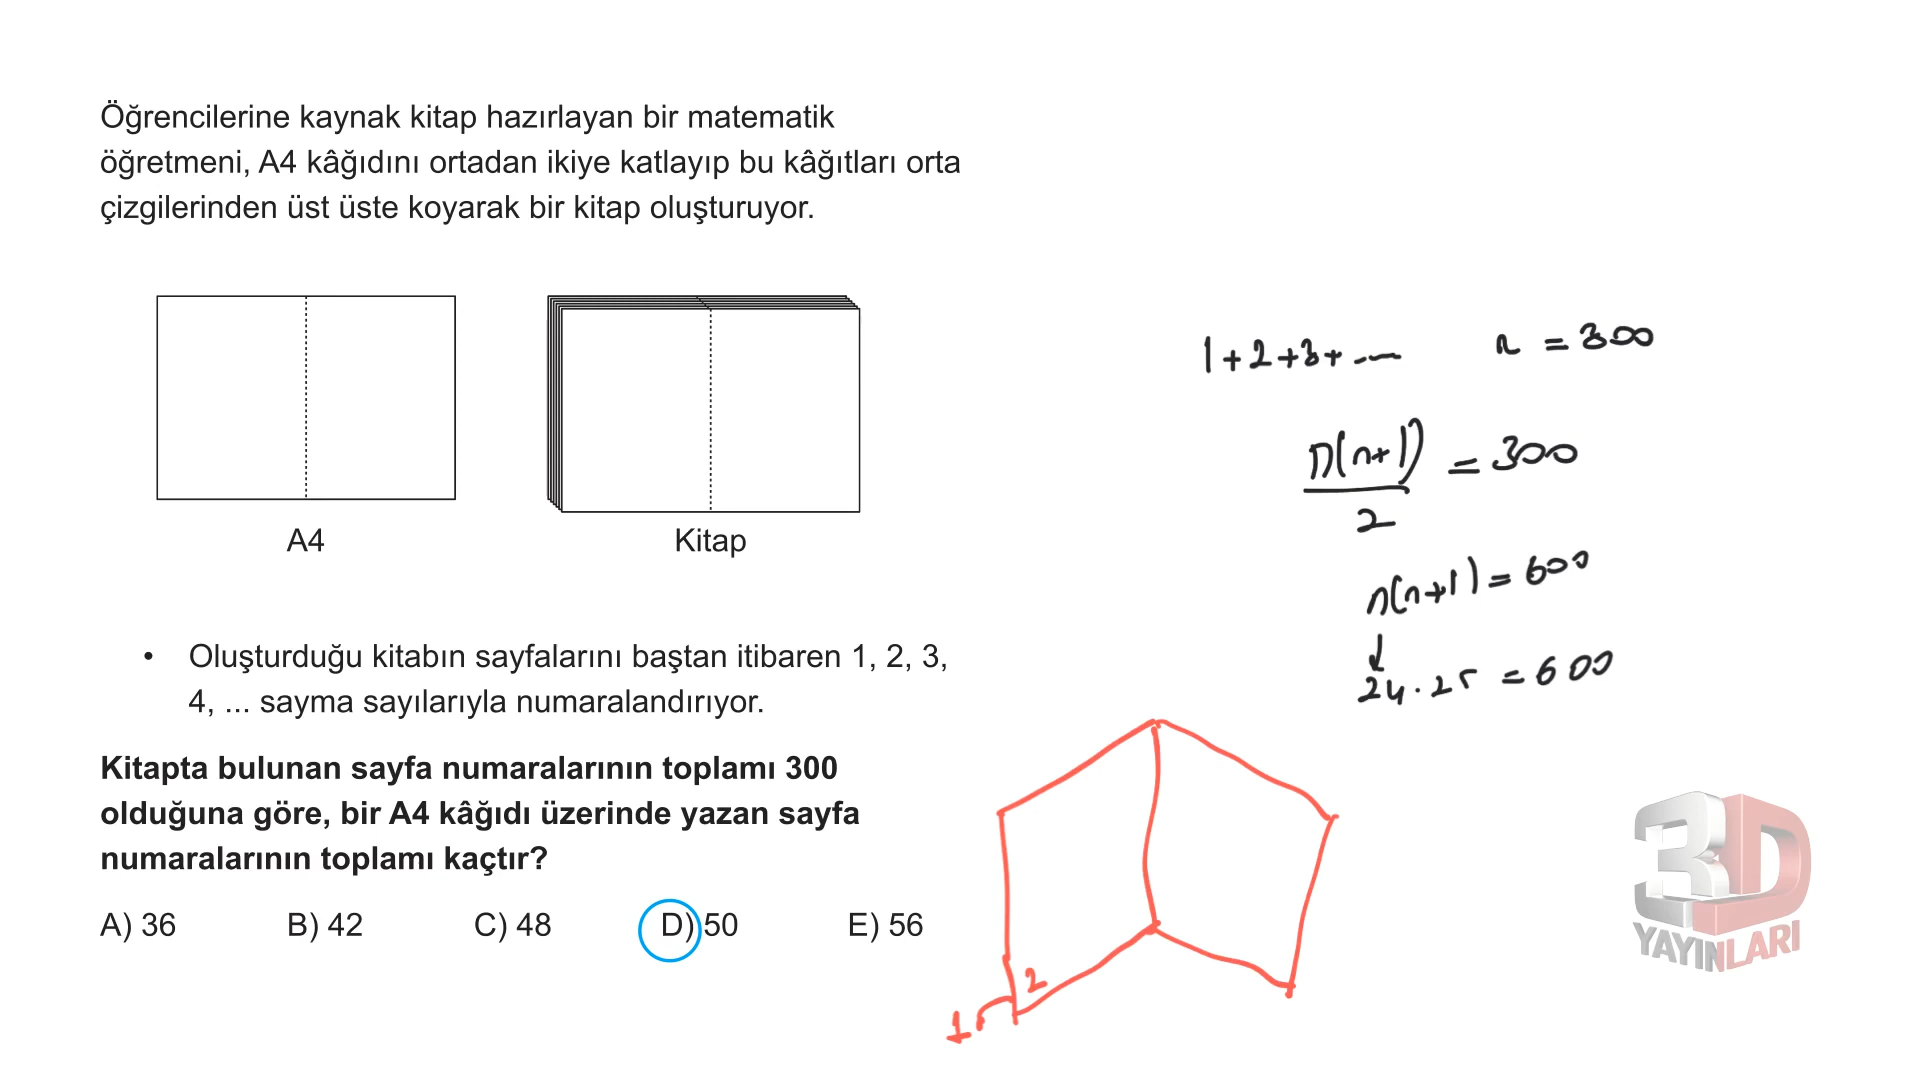 Öğrencilerine kaynak kitap hazırlayan bir matematik
öğretmeni, A4 kâğıdını ortadan ikiye katlayıp bu kâğıtları orta
çizgilerinden üst üste koyarak bir kitap oluşturuyor.
A4
Kitap
• Oluşturduğu kitabın sayfalarını baştan itibaren 1, 2, 3,
4, ... sayma sayılarıyla numaralandırıyor.
Kitapta bulunan sayfa numaralarının toplamı 300
olduğuna göre, bir A4 kâğıdı üzerinde yazan sayfa
numaralarının toplamı kaçtır?
A) 36 B) 42 C) 48 D) 50 E) 56
1+2+3+ ... n = 300
n(n+1) = 300
2
n(n+1) = 600
↓
24 . 25 = 600
2
1
3D
YAYINLARI